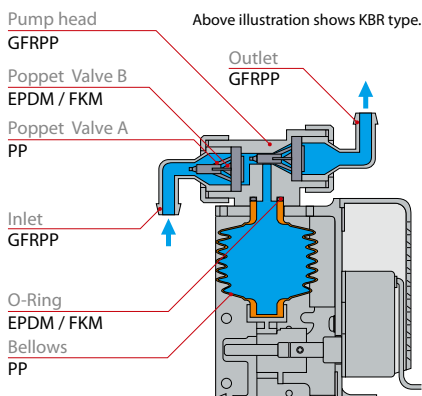 Pump head
GFRPP
Above illustration shows KBR type.
Outlet
GFRPP
Poppet Valve B
EPDM / FKM
Poppet Valve A
PP
Inlet
GFRPP
O-Ring
EPDM / FKM
Bellows
PP